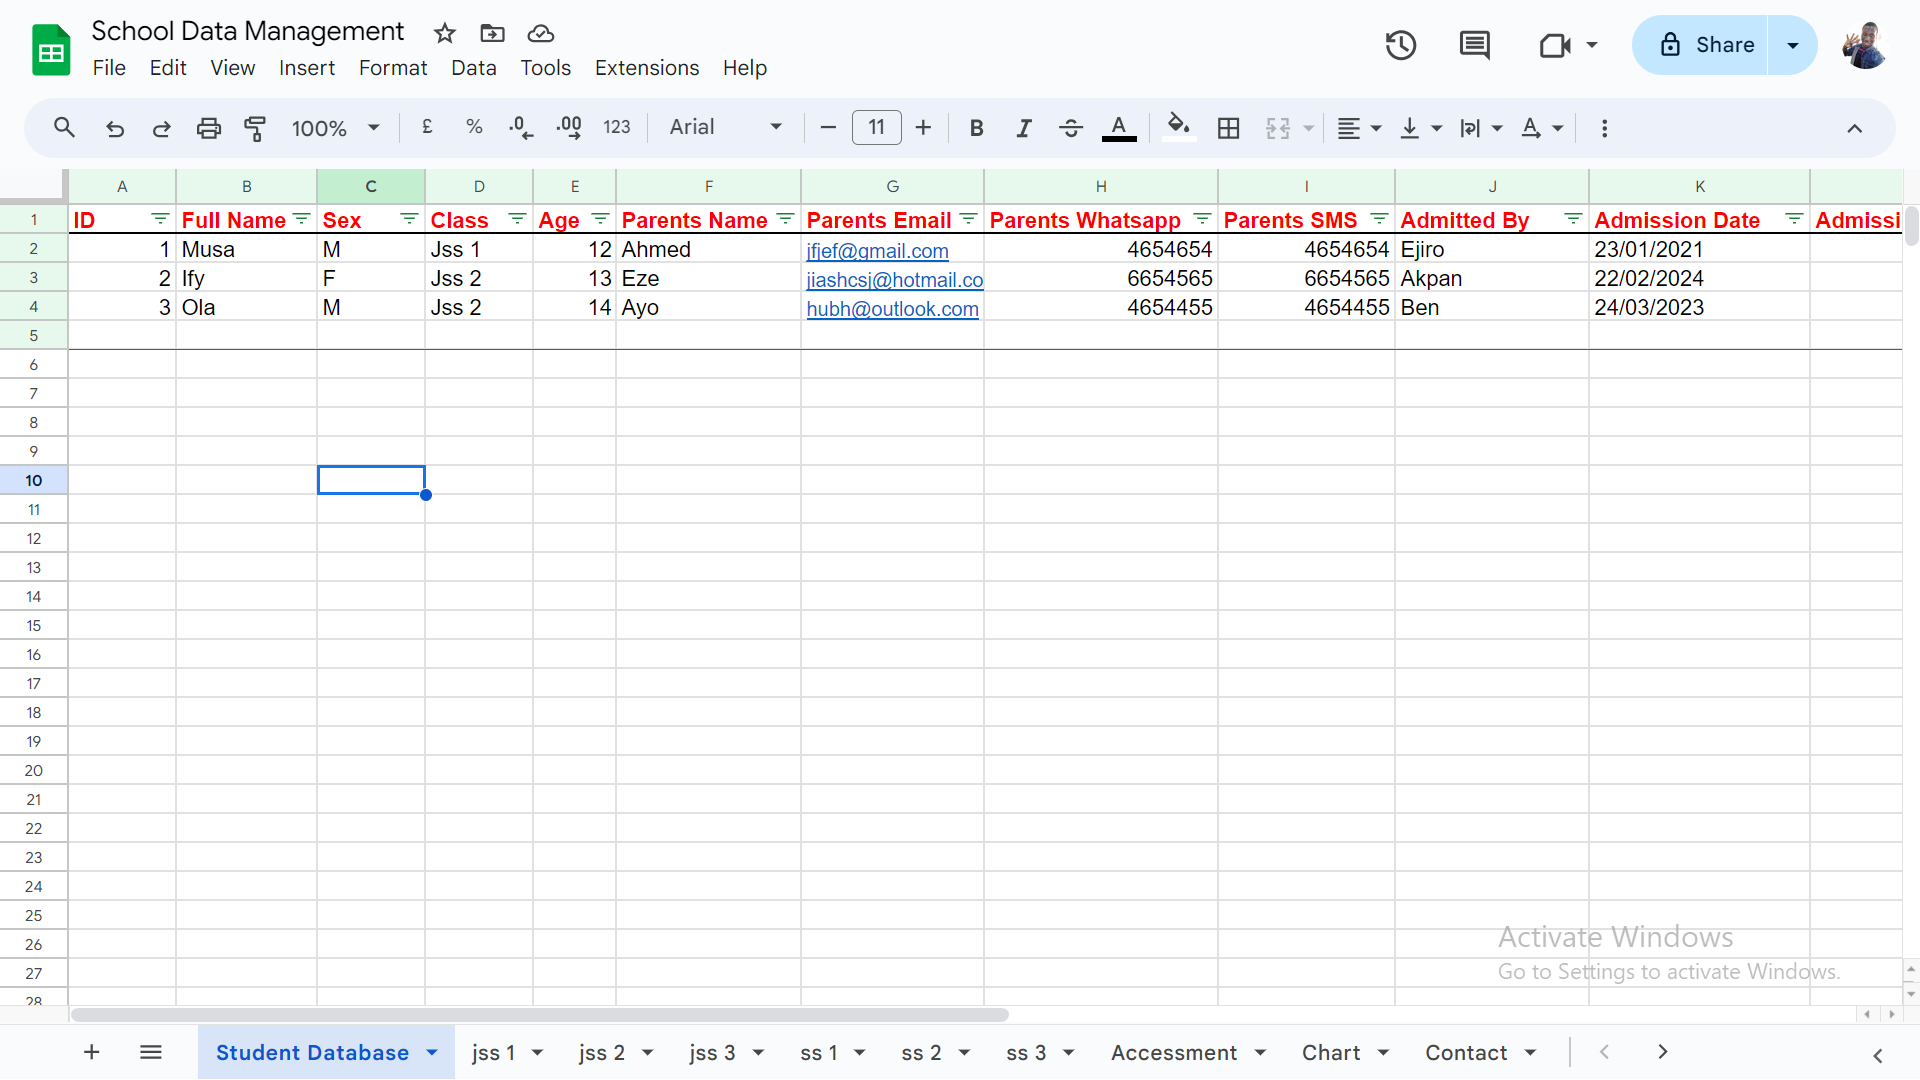 School Data Management
File Edit View Insert Format Data Tools Extensions Help
Share
100% £ % .0 .00 123 Arial 11 B I S A A
A B C D E F G H I J K
1 ID Full Name Sex Class Age Parents Name Parents Email Parents Whatsapp Parents SMS Admitted By Admission Date Admissi
2 1 Musa M Jss 1 12 Ahmed jfjef@gmail.com 4654654 4654654 Ejiro 23/01/2021
3 2 Ify F Jss 2 13 Eze jiashcsj@hotmail.co 6654565 6654565 Akpan 22/02/2024
4 3 Ola M Jss 2 14 Ayo hubh@outlook.com 4654455 4654455 Ben 24/03/2023
5
6
7
8
9
10
11
12
13
14
15
16
17
18
19
20
21
22
23
24
25
26
27
28
Activate Windows
Go to Settings to activate Windows.
Student Database jss 1 jss 2 jss 3 ss 1 ss 2 ss 3 Accessment Chart Contact